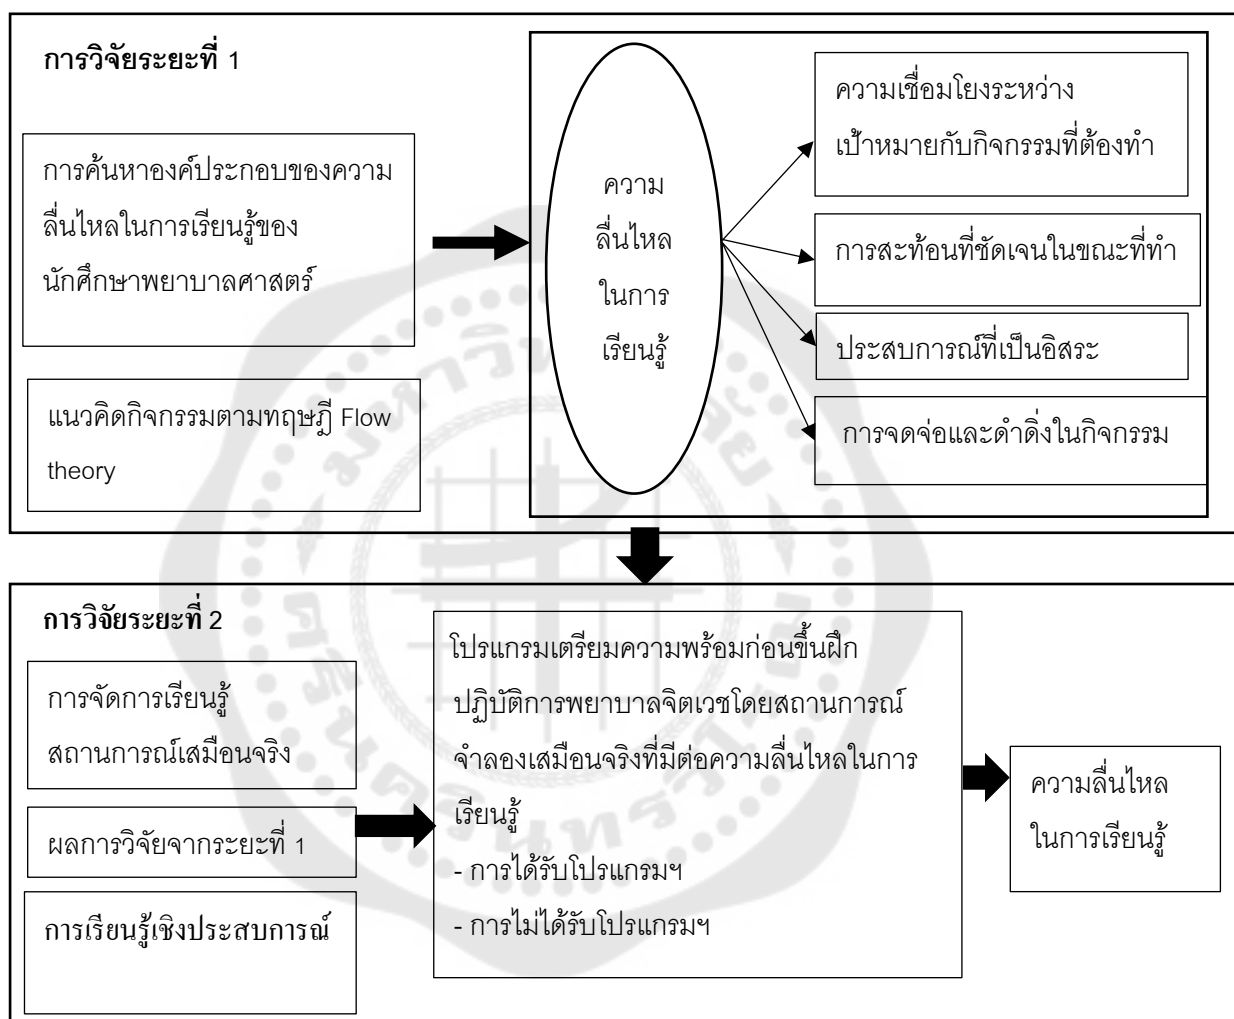 การวิจัยระยะที่ 1
การค้นหาองค์ประกอบของความ
ลื่นไหลในการเรียนรู้ของ
นักศึกษาพยาบาลศาสตร์
แนวคิดกิจกรรมตามทฤษฎี Flow
theory
ความ
ลื่นไหล
ในการ
เรียนรู้
ความเชื่อมโยงระหว่าง
เป้าหมายกับกิจกรรมที่ต้องทำ
การสะท้อนที่ชัดเจนในขณะที่ทำ
ประสบการณ์ที่เป็นอิสระ
การจดจ่อและดำดิ่งในกิจกรรม
การวิจัยระยะที่ 2
การจัดการเรียนรู้
สถานการณ์เสมือนจริง
ผลการวิจัยจากระยะที่ 1
การเรียนรู้เชิงประสบการณ์
โปรแกรมเตรียมความพร้อมก่อนขึ้นฝึก
ปฏิบัติการพยาบาลจิตเวชโดยสถานการณ์
จำลองเสมือนจริงที่มีต่อความลื่นไหลในการ
เรียนรู้
- การได้รับโปรแกรมฯ
- การไม่ได้รับโปรแกรมฯ
ความลื่นไหล
ในการเรียนรู้